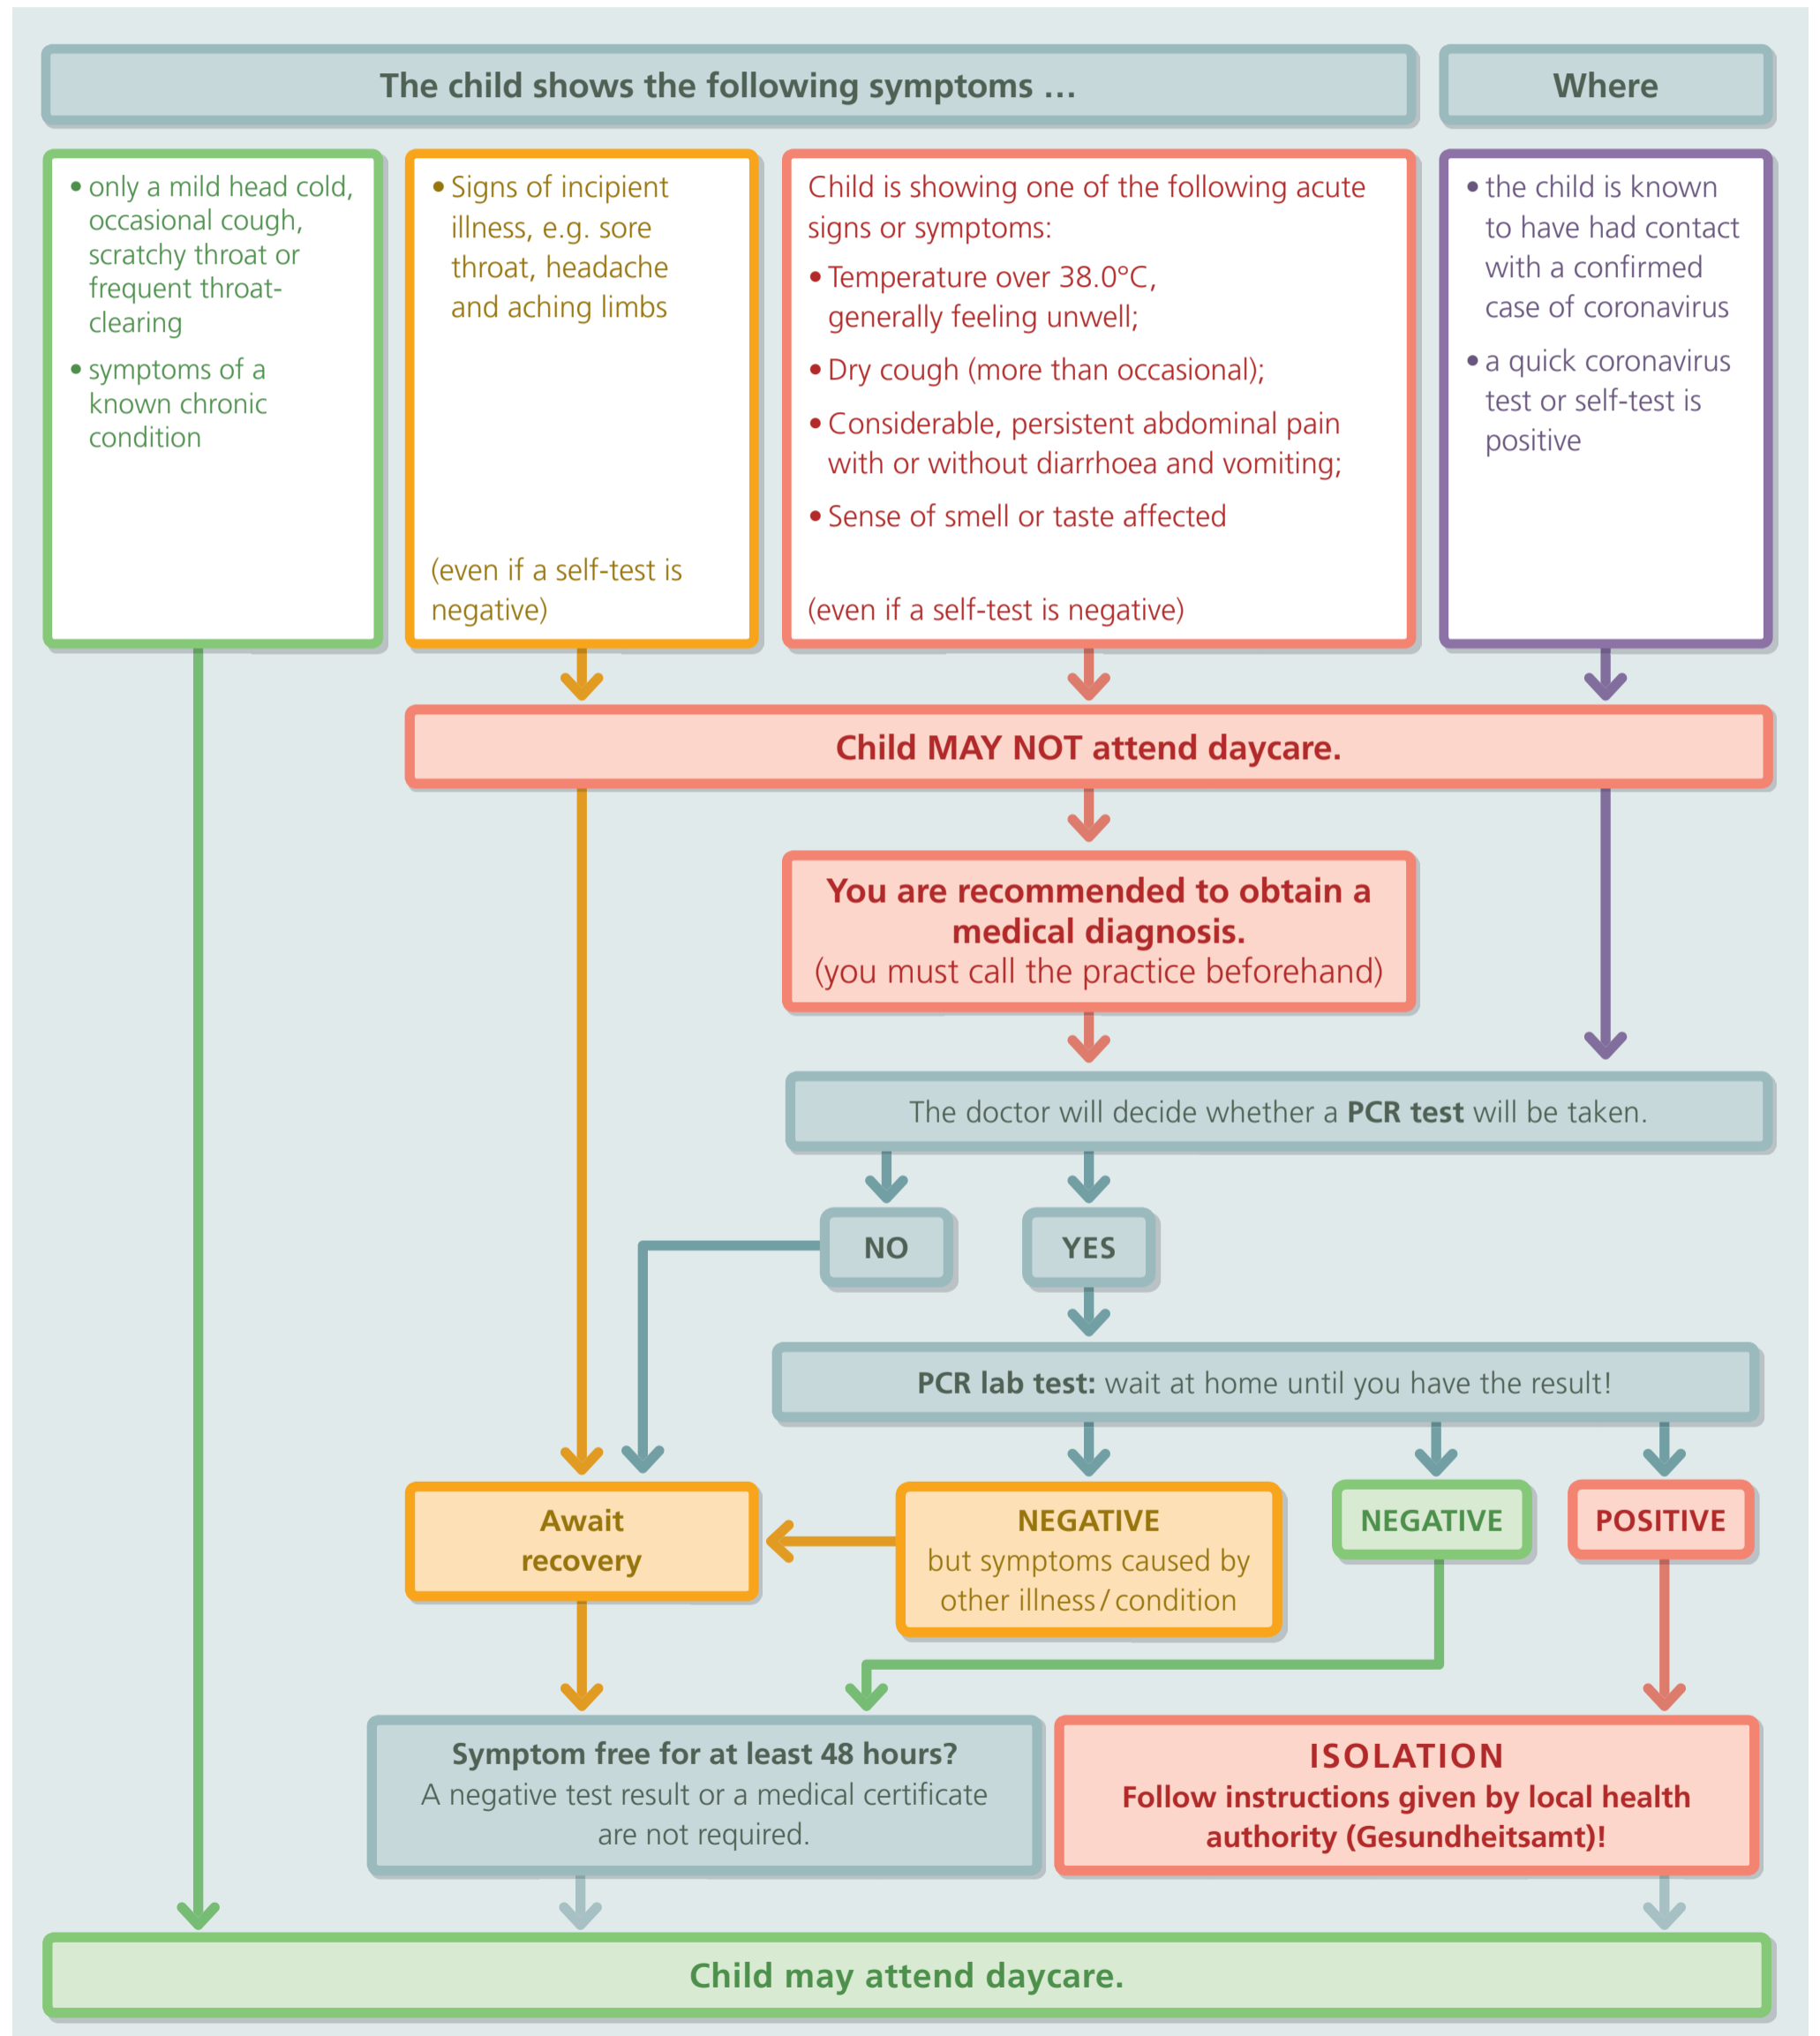 The child shows the following symptoms …
Where
• only a mild head cold,
occasional cough,
scratchy throat or
frequent throat-
clearing
• symptoms of a
known chronic
condition
• Signs of incipient
illness, e.g. sore
throat, headache
and aching limbs
(even if a self-test is
negative)
Child is showing one of the following acute
signs or symptoms:
• Temperature over 38.0°C,
generally feeling unwell;
• Dry cough (more than occasional);
• Considerable, persistent abdominal pain
with or without diarrhoea and vomiting;
• Sense of smell or taste affected
(even if a self-test is negative)
• the child is known
to have had contact
with a confirmed
case of coronavirus
• a quick coronavirus
test or self-test is
positive
Child MAY NOT attend daycare.
You are recommended to obtain a
medical diagnosis.
(you must call the practice beforehand)
The doctor will decide whether a PCR test will be taken.
NO
YES
PCR lab test: wait at home until you have the result!
Await
recovery
NEGATIVE
but symptoms caused by
other illness/condition
NEGATIVE
POSITIVE
Symptom free for at least 48 hours?
A negative test result or a medical certificate
are not required.
ISOLATION
Follow instructions given by local health
authority (Gesundheitsamt)!
Child may attend daycare.